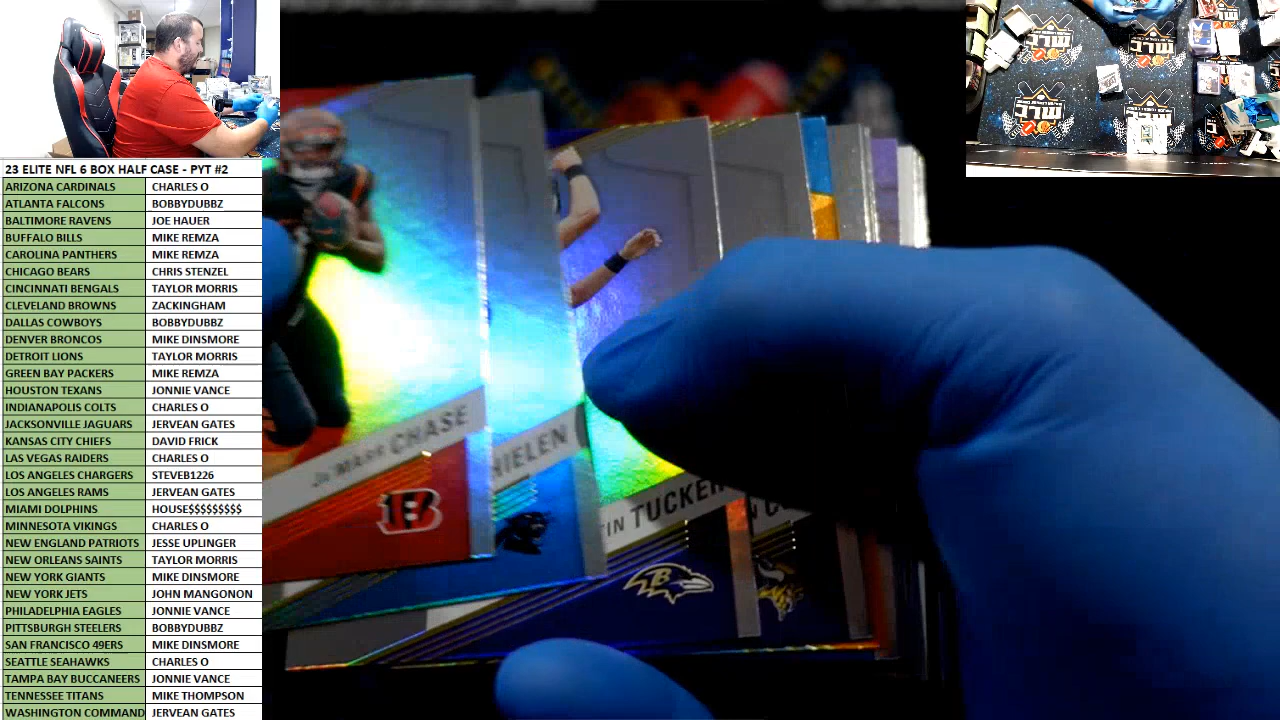 23 ELITE NFL 6 BOX HALF CASE - PYT #2
ARIZONA CARDINALS CHARLES O
ATLANTA FALCONS BOBBYDUBBZ
BALTIMORE RAVENS JOE HAUER
BUFFALO BILLS MIKE REMZA
CAROLINA PANTHERS MIKE REMZA
CHICAGO BEARS CHRIS STENZEL
CINCINNATI BENGALS TAYLOR MORRIS
CLEVELAND BROWNS ZACKINGHAM
DALLAS COWBOYS BOBBYDUBBZ
DENVER BRONCOS MIKE DINSMORE
DETROIT LIONS TAYLOR MORRIS
GREEN BAY PACKERS MIKE REMZA
HOUSTON TEXANS JONNIE VANCE
INDIANAPOLIS COLTS CHARLES O
JACKSONVILLE JAGUARS JERVEAN GATES
KANSAS CITY CHIEFS DAVID FRICK
LAS VEGAS RAIDERS CHARLES O
LOS ANGELES CHARGERS STEVEB1226
LOS ANGELES RAMS JERVEAN GATES
MIAMI DOLPHINS HOUSE$$$$$$$$$
MINNESOTA VIKINGS CHARLES O
NEW ENGLAND PATRIOTS JESSE UPLINGER
NEW ORLEANS SAINTS TAYLOR MORRIS
NEW YORK GIANTS MIKE DINSMORE
NEW YORK JETS JOHN MANGONON
PHILADELPHIA EAGLES JONNIE VANCE
PITTSBURGH STEELERS BOBBYDUBBZ
SAN FRANCISCO 49ERS MIKE DINSMORE
SEATTLE SEAHAWKS CHARLES O
TAMPA BAY BUCCANEERS JONNIE VANCE
TENNESSEE TITANS MIKE THOMPSON
WASHINGTON COMMAND JERVEAN GATES
JA'MARR CHASE
HIELEN
TIN TUCKER
B